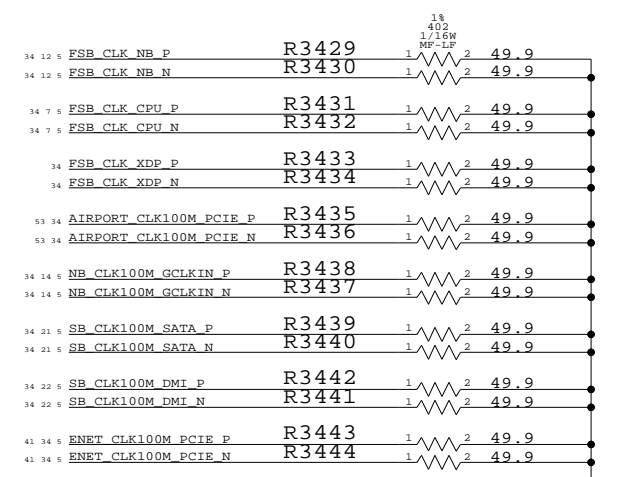 1%
402
1/16W
MF-LF
34 12 5 FSB_CLK_NB_P R3429 1 2 49.9
34 12 5 FSB_CLK_NB_N R3430 1 2 49.9
34 7 5 FSB_CLK_CPU_P R3431 1 2 49.9
34 7 5 FSB_CLK_CPU_N R3432 1 2 49.9
34 FSB_CLK_XDP_P R3433 1 2 49.9
34 FSB_CLK_XDP_N R3434 1 2 49.9
53 34 AIRPORT_CLK100M_PCIE_P R3435 1 2 49.9
53 34 AIRPORT_CLK100M_PCIE_N R3436 1 2 49.9
34 14 5 NB_CLK100M_GCLKIN_P R3438 1 2 49.9
34 14 5 NB_CLK100M_GCLKIN_N R3437 1 2 49.9
34 21 5 SB_CLK100M_SATA_P R3439 1 2 49.9
34 21 5 SB_CLK100M_SATA_N R3440 1 2 49.9
34 22 5 SB_CLK100M_DMI_P R3442 1 2 49.9
34 22 5 SB_CLK100M_DMI_N R3441 1 2 49.9
41 34 5 ENET_CLK100M_PCIE_P R3443 1 2 49.9
41 34 5 ENET_CLK100M_PCIE_N R3444 1 2 49.9